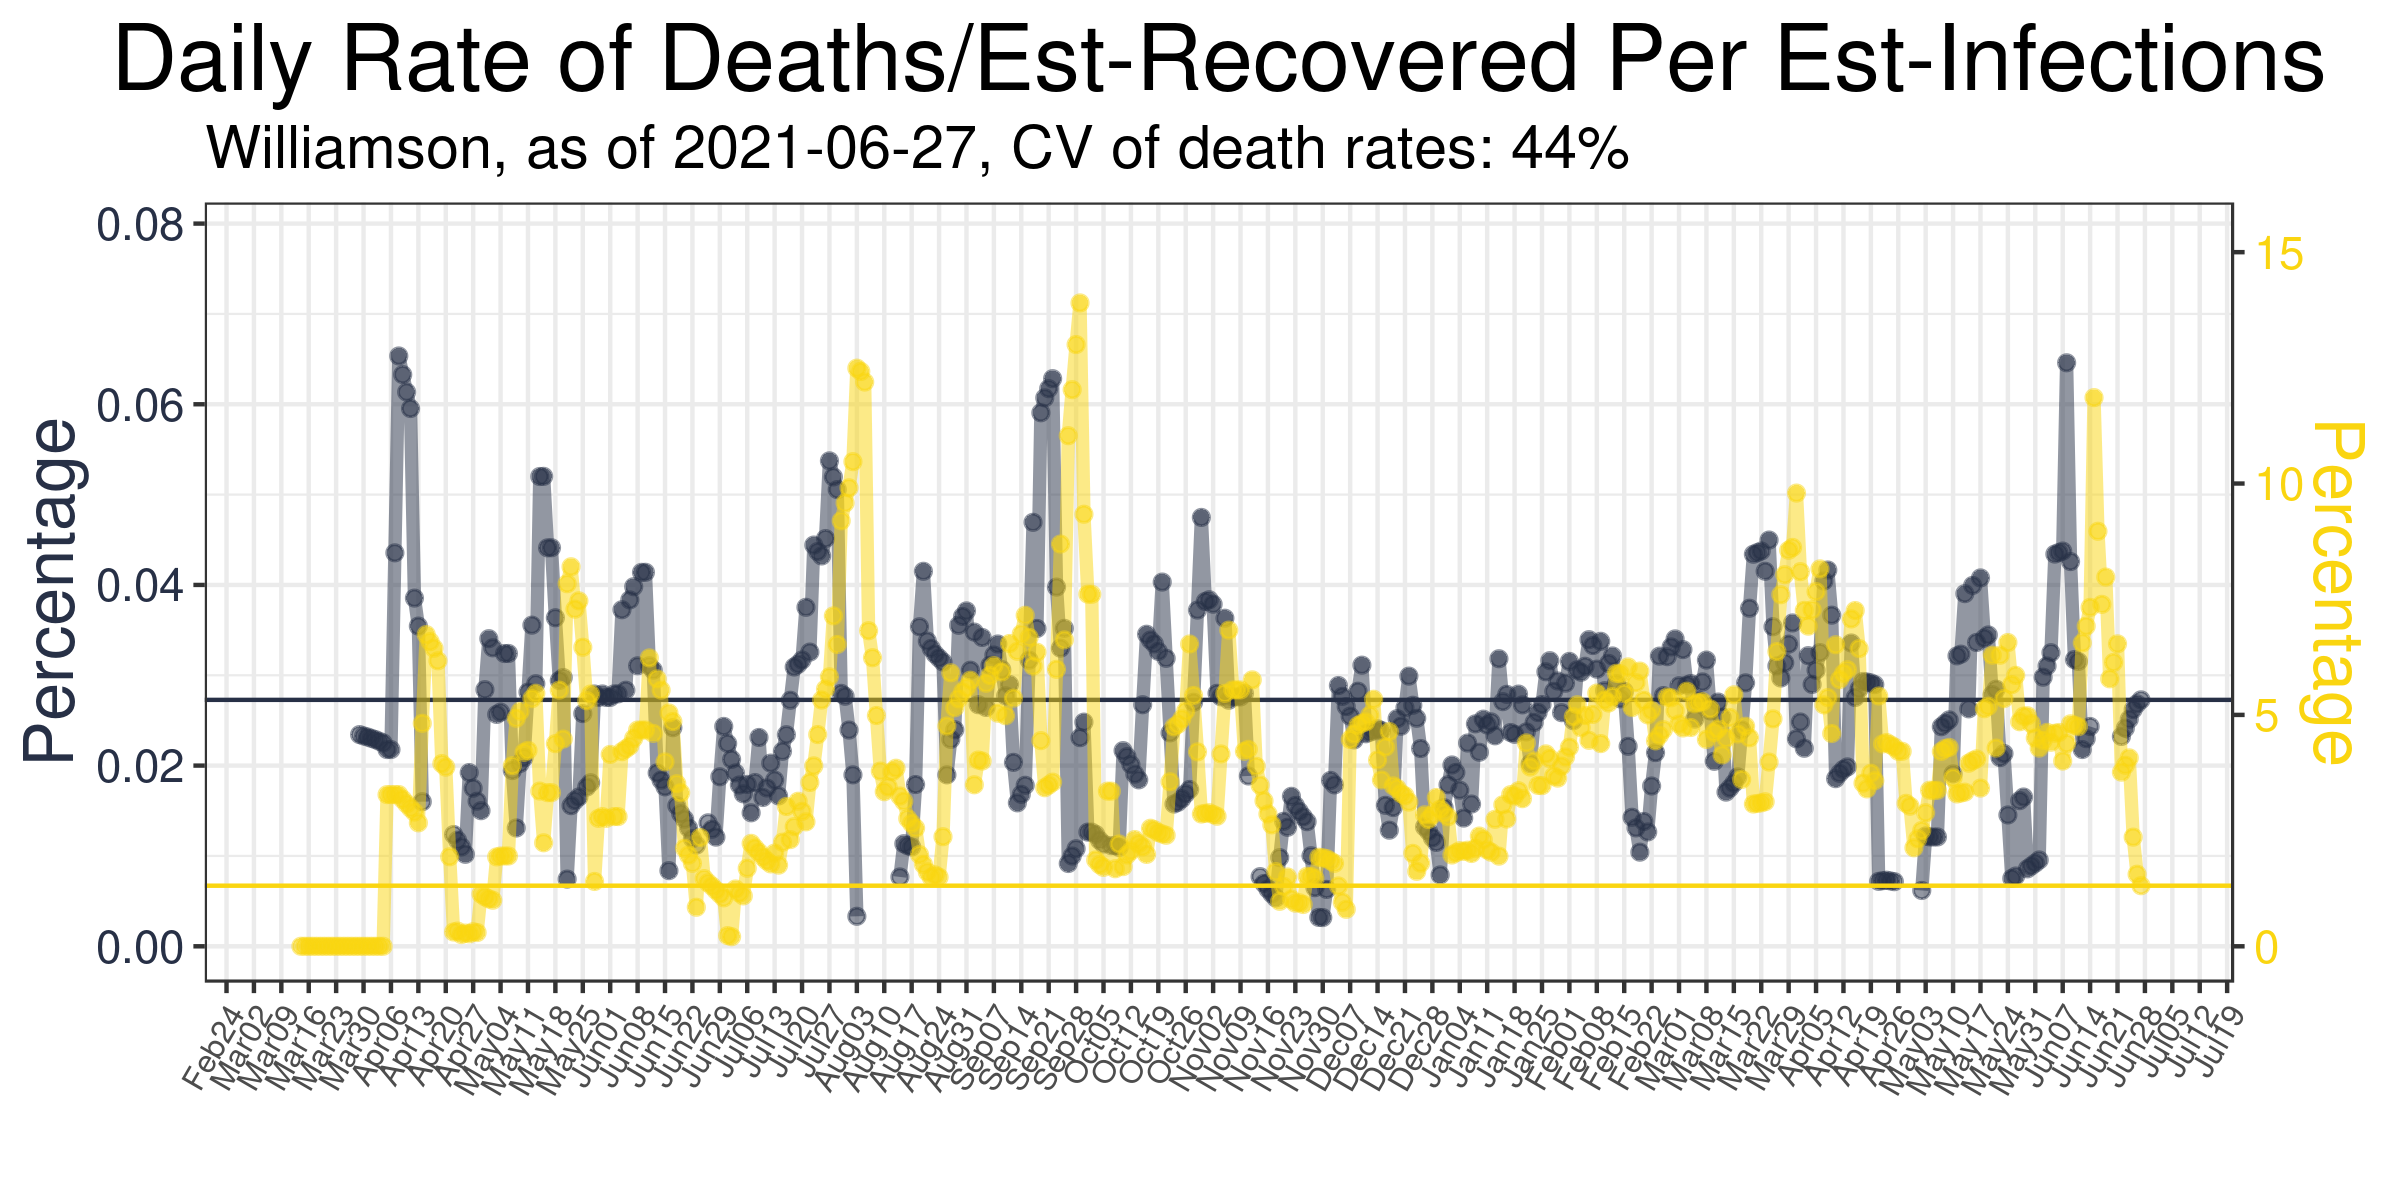 Daily Rate of Deaths/Est-Recovered Per Est-Infections
Williamson, as of 2021-06-27, CV of death rates: 44%
Percentage
0.08
0.06
0.04
0.02
0.00
15
10
5
0
Percentage
Feb24
Mar02
Mar09
Mar16
Mar23
Mar30
Apr06
Apr13
Apr20
Apr27
May04
May11
May18
May25
Jun01
Jun08
Jun15
Jun22
Jun29
Jul06
Jul13
Jul20
Jul27
Aug03
Aug10
Aug17
Aug24
Aug31
Sep07
Sep14
Sep21
Sep28
Oct05
Oct12
Oct19
Oct26
Nov02
Nov09
Nov16
Nov23
Nov30
Dec07
Dec14
Dec21
Dec28
Jan04
Jan11
Jan18
Jan25
Feb01
Feb08
Feb15
Feb22
Mar01
Mar08
Mar15
Mar22
Mar29
Apr05
Apr12
Apr19
Apr26
May03
May10
May17
May24
May31
Jun07
Jun14
Jun21
Jun28
Jul05
Jul12
Jul19